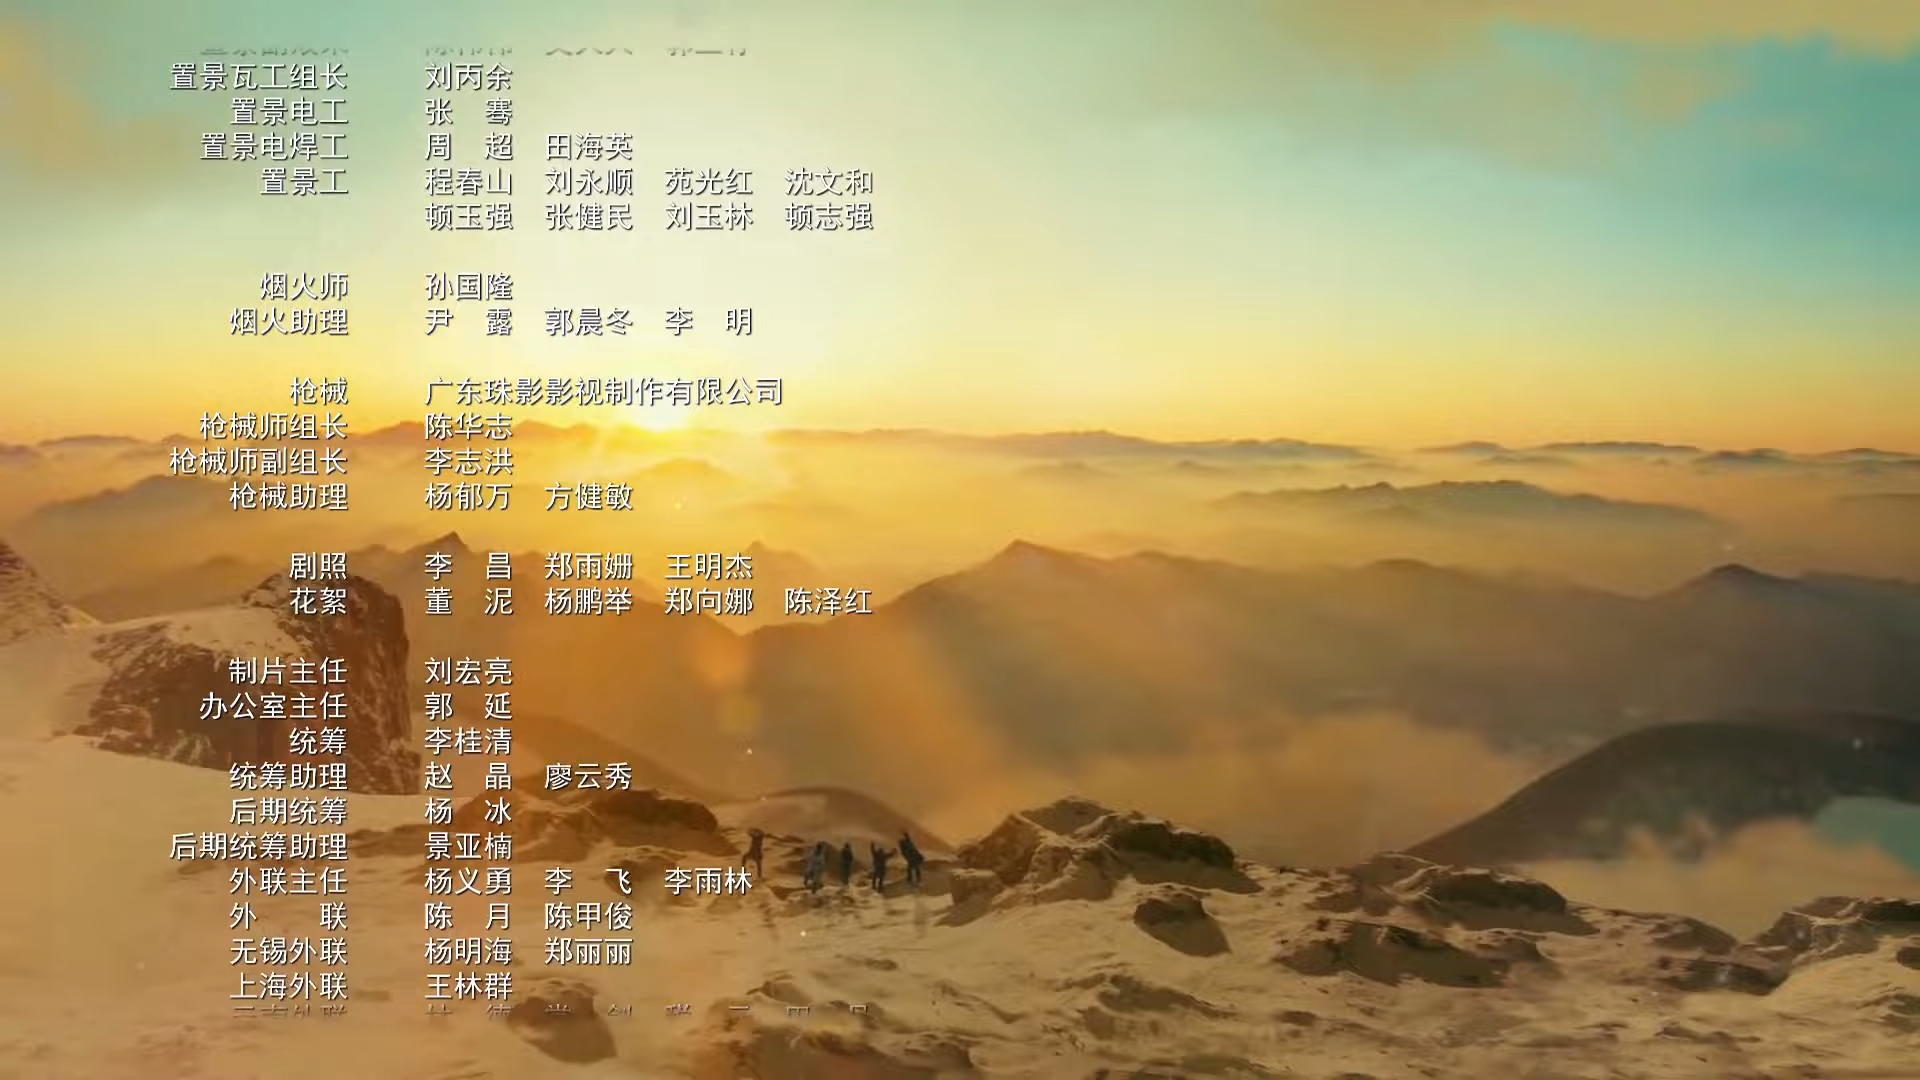 置景瓦工组长 刘丙余
置景电工 张 骞
置景电焊工 周 超 田海英
置景工 程春山 刘永顺 苑光红 沈文和
顿玉强 张健民 刘玉林 顿志强
烟火师 孙国隆
烟火助理 尹 露 郭晨冬 李 明
枪械 广东珠影影视制作有限公司
枪械师组长 陈华志
枪械师副组长 李志洪
枪械助理 杨郁万 方健敏
剧照 李 昌 郑雨姗 王明杰
花絮 董 泥 杨鹏举 郑向娜 陈泽红
制片主任 刘宏亮
办公室主任 郭 延
统筹 李桂清
统筹助理 赵 晶 廖云秀
后期统筹 杨 冰
后期统筹助理 景亚楠
外联主任 杨义勇 李 飞 李雨林
外 联 陈 月 陈甲俊
无锡外联 杨明海 郑丽丽
上海外联 王林群